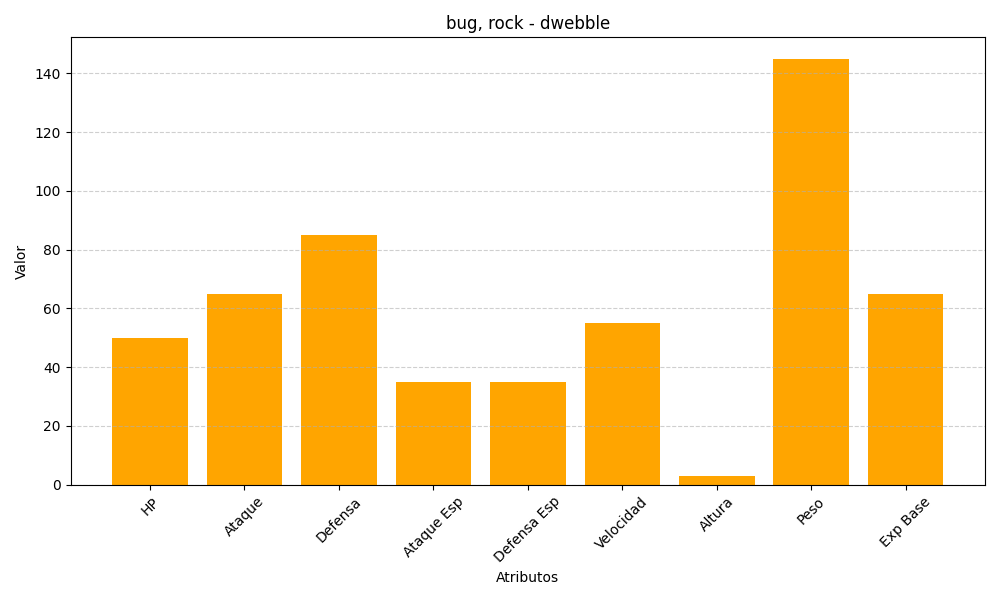 bug, rock - dwebble
Valor
140
120
100
80
60
40
20
0
HP
Ataque
Defensa
Ataque Esp
Defensa Esp
Velocidad
Altura
Peso
Exp Base
Atributos